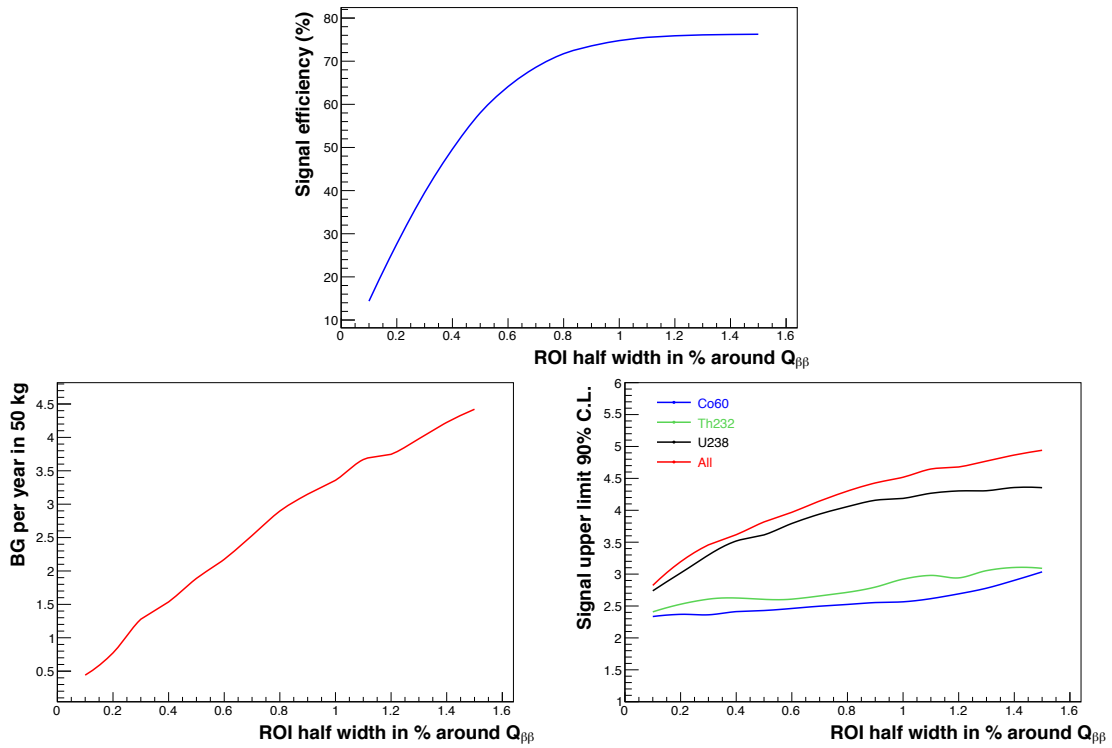 Signal efficiency (%)
80
70
60
50
40
30
20
10
0 0.2 0.4 0.6 0.8 1 1.2 1.4 1.6
ROI half width in % around Qββ
BG per year in 50 kg
4.5
4
3.5
3
2.5
2
1.5
1
0.5
0 0.2 0.4 0.6 0.8 1 1.2 1.4 1.6
ROI half width in % around Qββ
Signal upper limit 90% C.L.
6
5.5
5
4.5
4
3.5
3
2.5
2
1.5
1
Co60
Th232
U238
All
0 0.2 0.4 0.6 0.8 1 1.2 1.4 1.6
ROI half width in % around Qββ